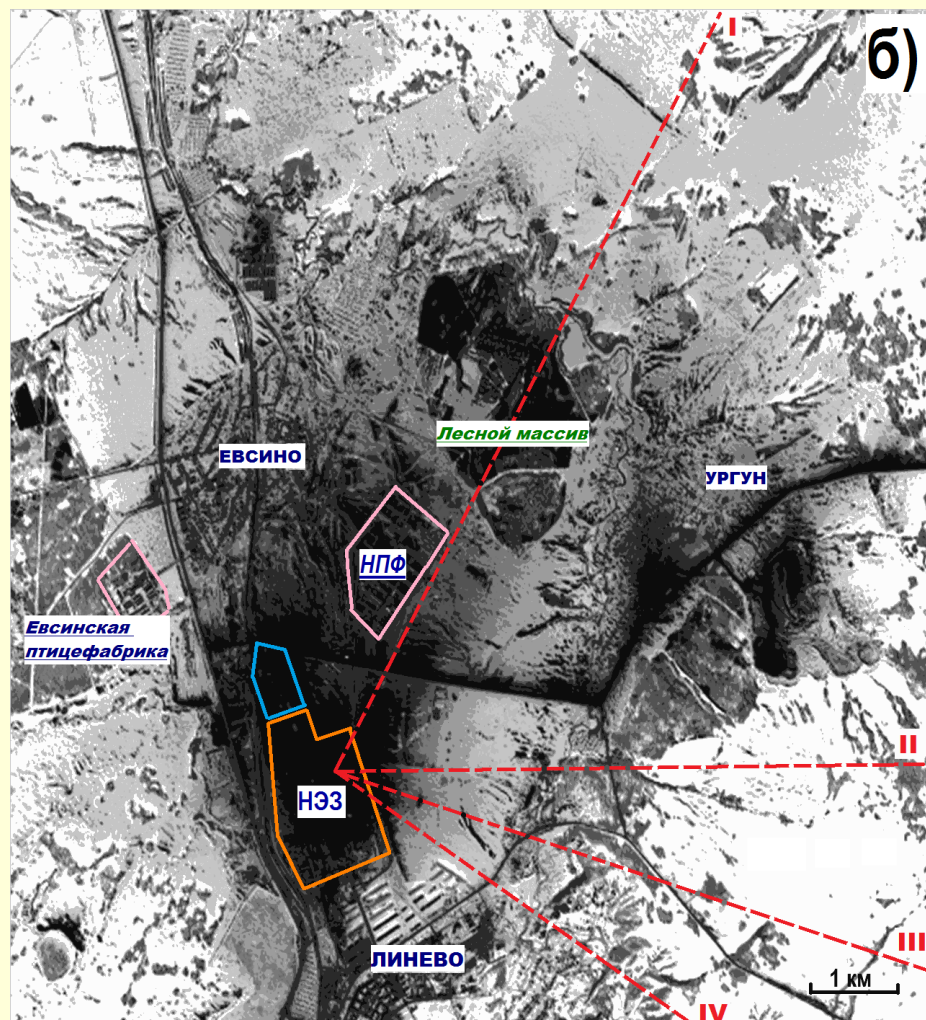 I
б)
Лесной массив
ЕВСИНО
УРГУН
НПФ
Евсинская
птицефабрика
II
НЭЗ
III
ЛИНЕВО
1 км
IV